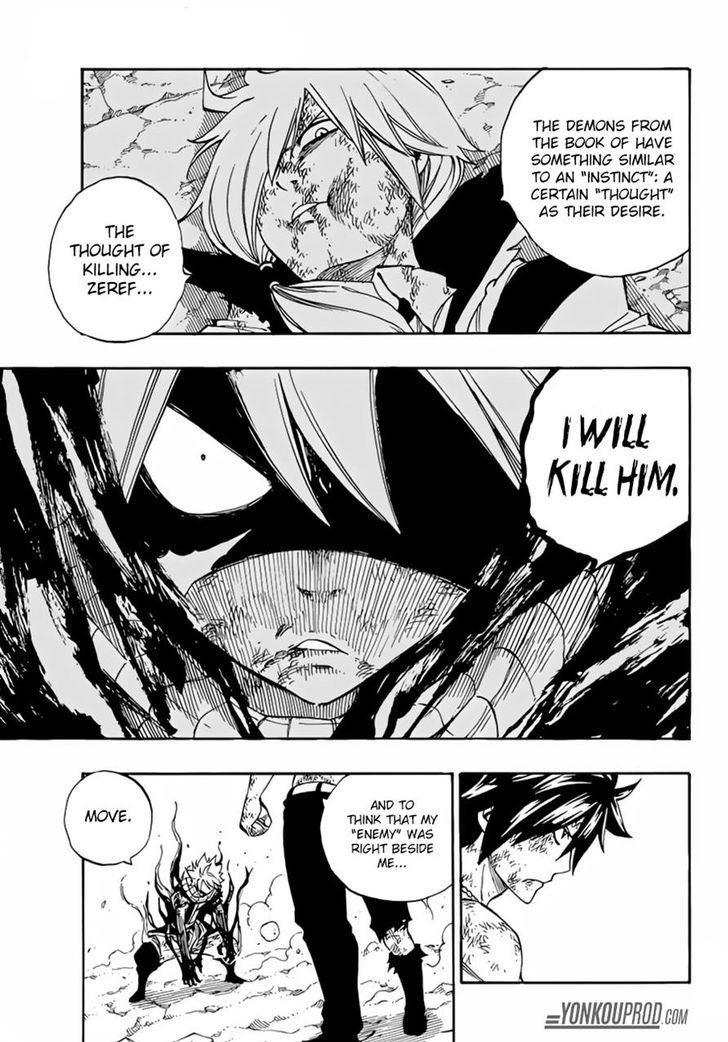 THE DEMONS FROM
THE BOOK OF HAVE
SOMETHING SIMILAR
TO AN "INSTINCT": A
CERTAIN "THOUGHT"
AS THEIR DESIRE.
THE
THOUGHT OF
KILLING...
ZEREF...
I WILL
KILL HIM.
AND TO
THINK THAT MY
"ENEMY" WAS
RIGHT BESIDE
ME...
MOVE.
YONKOUPROD.COM